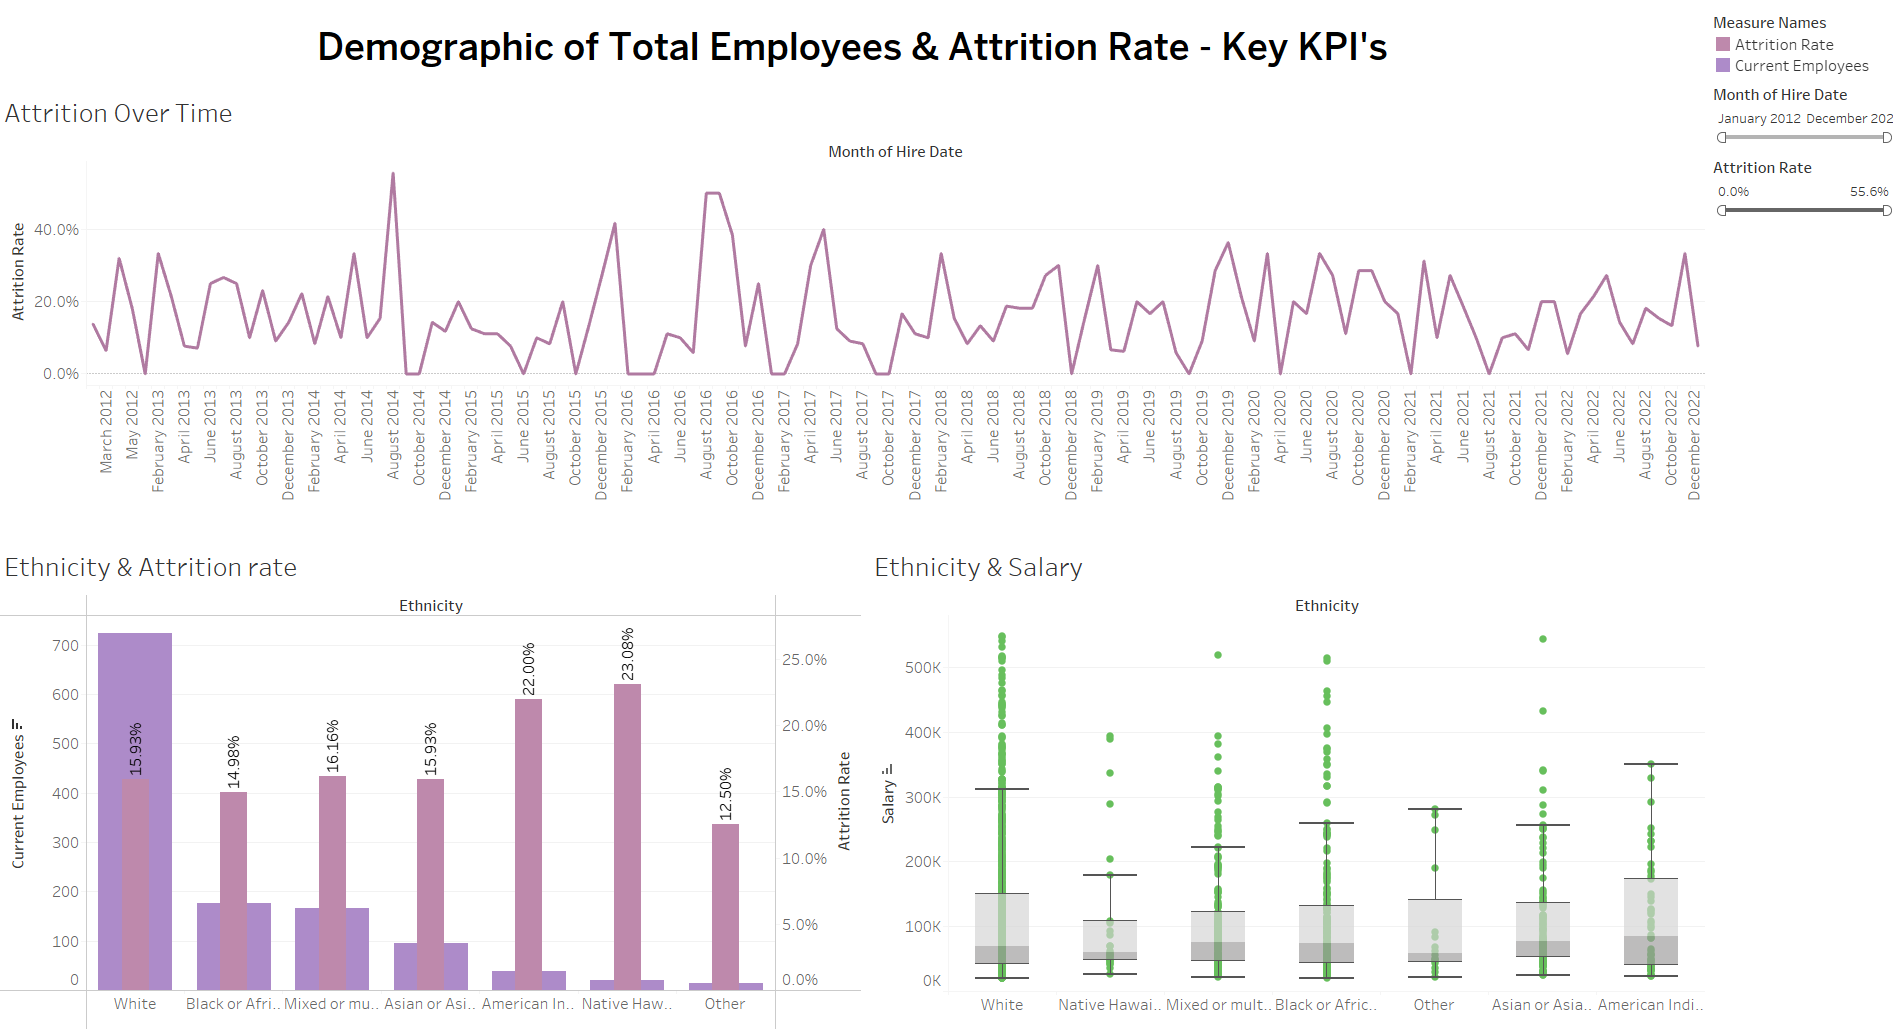 Demographic of Total Employees & Attrition Rate - Key KPI's
Measure Names
Attrition Rate
Current Employees
Month of Hire Date
January 2012 December 202
Attrition Rate
0.0% 55.6%
Attrition Over Time
Month of Hire Date
Attrition Rate
40.0%
20.0%
0.0%
March 2012
May 2012
February 2013
April 2013
June 2013
August 2013
October 2013
December 2013
February 2014
April 2014
June 2014
August 2014
October 2014
December 2014
February 2015
April 2015
June 2015
October 2015
December 2015
February 2016
April 2016
June 2016
August 2016
October 2016
December 2016
February 2017
April 2017
June 2017
August 2017
October 2017
December 2017
February 2018
April 2018
June 2018
August 2018
October 2018
December 2018
February 2019
April 2019
June 2019
August 2019
October 2019
December 2019
February 2020
April 2020
June 2020
August 2020
October 2020
December 2020
February 2021
April 2021
June 2021
August 2021
October 2021
December 2021
February 2022
April 2022
June 2022
August 2022
October 2022
December 2022
Ethnicity & Attrition rate
Ethnicity
Current Employees
700
600
500
400
300
200
100
0
15.93%
14.98%
16.16%
15.93%
22.00%
23.08%
12.50%
25.0%
20.0%
15.0%
10.0%
5.0%
0.0%
Attrition Rate
White
Black or Afri..
Mixed or mu..
Asian or Asi..
American In..
Native Haw..
Other
Ethnicity & Salary
Ethnicity
Salary
500K
400K
300K
200K
100K
0K
White
Native Hawai..
Mixed or mult..
Black or Afric..
Other
Asian or Asia..
American Indi..